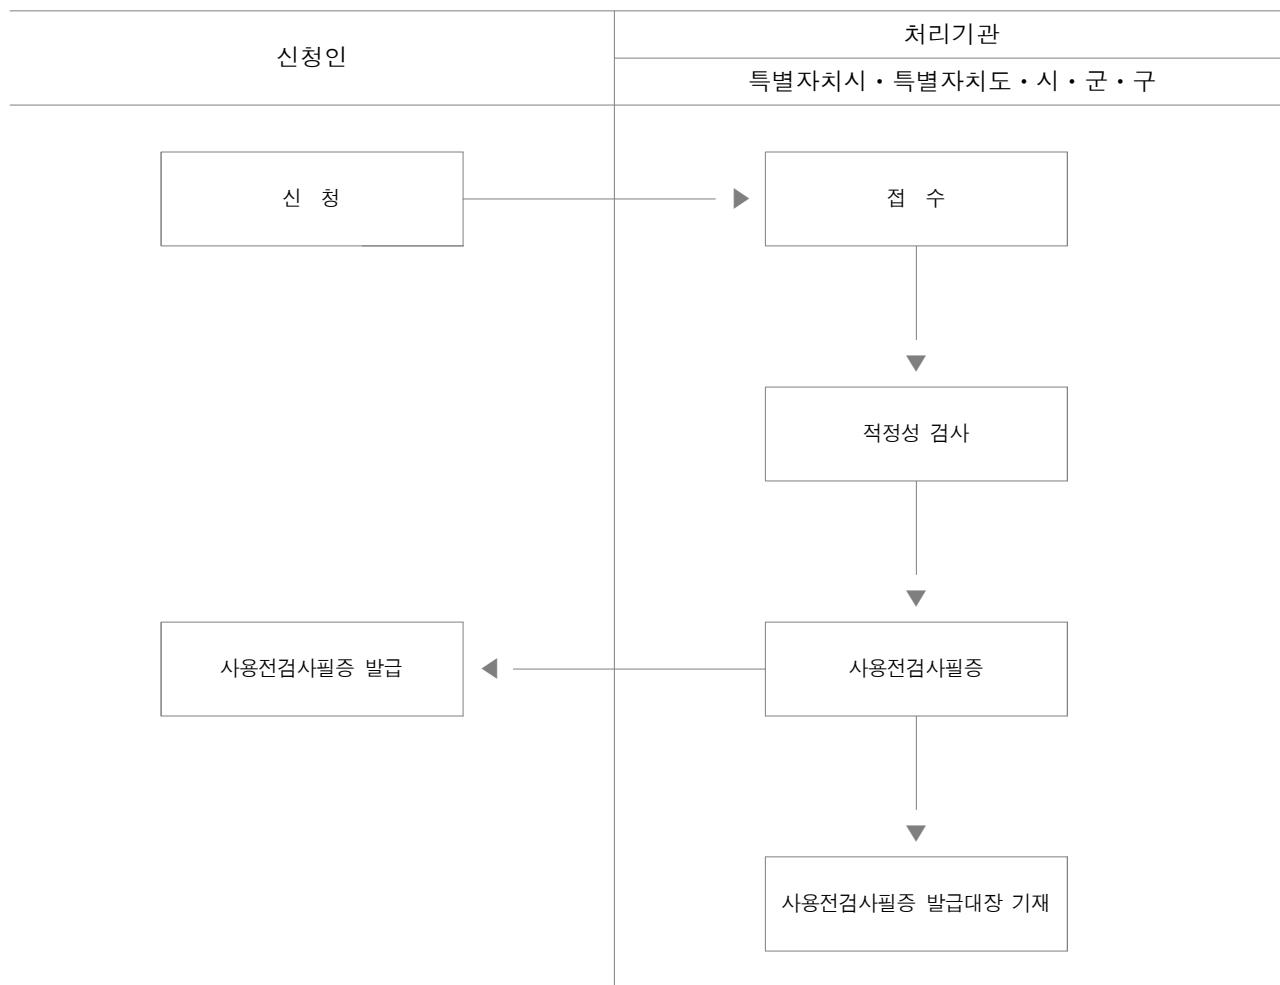 신청인
처리기관
특별자치시・특별자치도・시・군・구
신 청
접 수
적정성 검사
사용전검사필증 발급
사용전검사필증
사용전검사필증 발급대장 기재